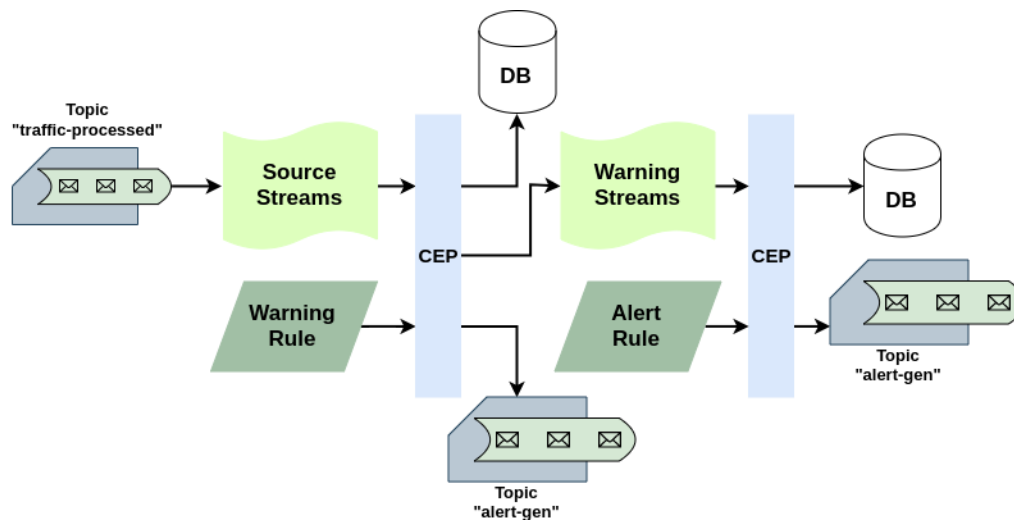 DB
Topic
"traffic-processed"
Source
Streams
Warning
Streams
DB
CEP
CEP
Warning
Rule
Alert
Rule
Topic
"alert-gen"
Topic
"alert-gen"